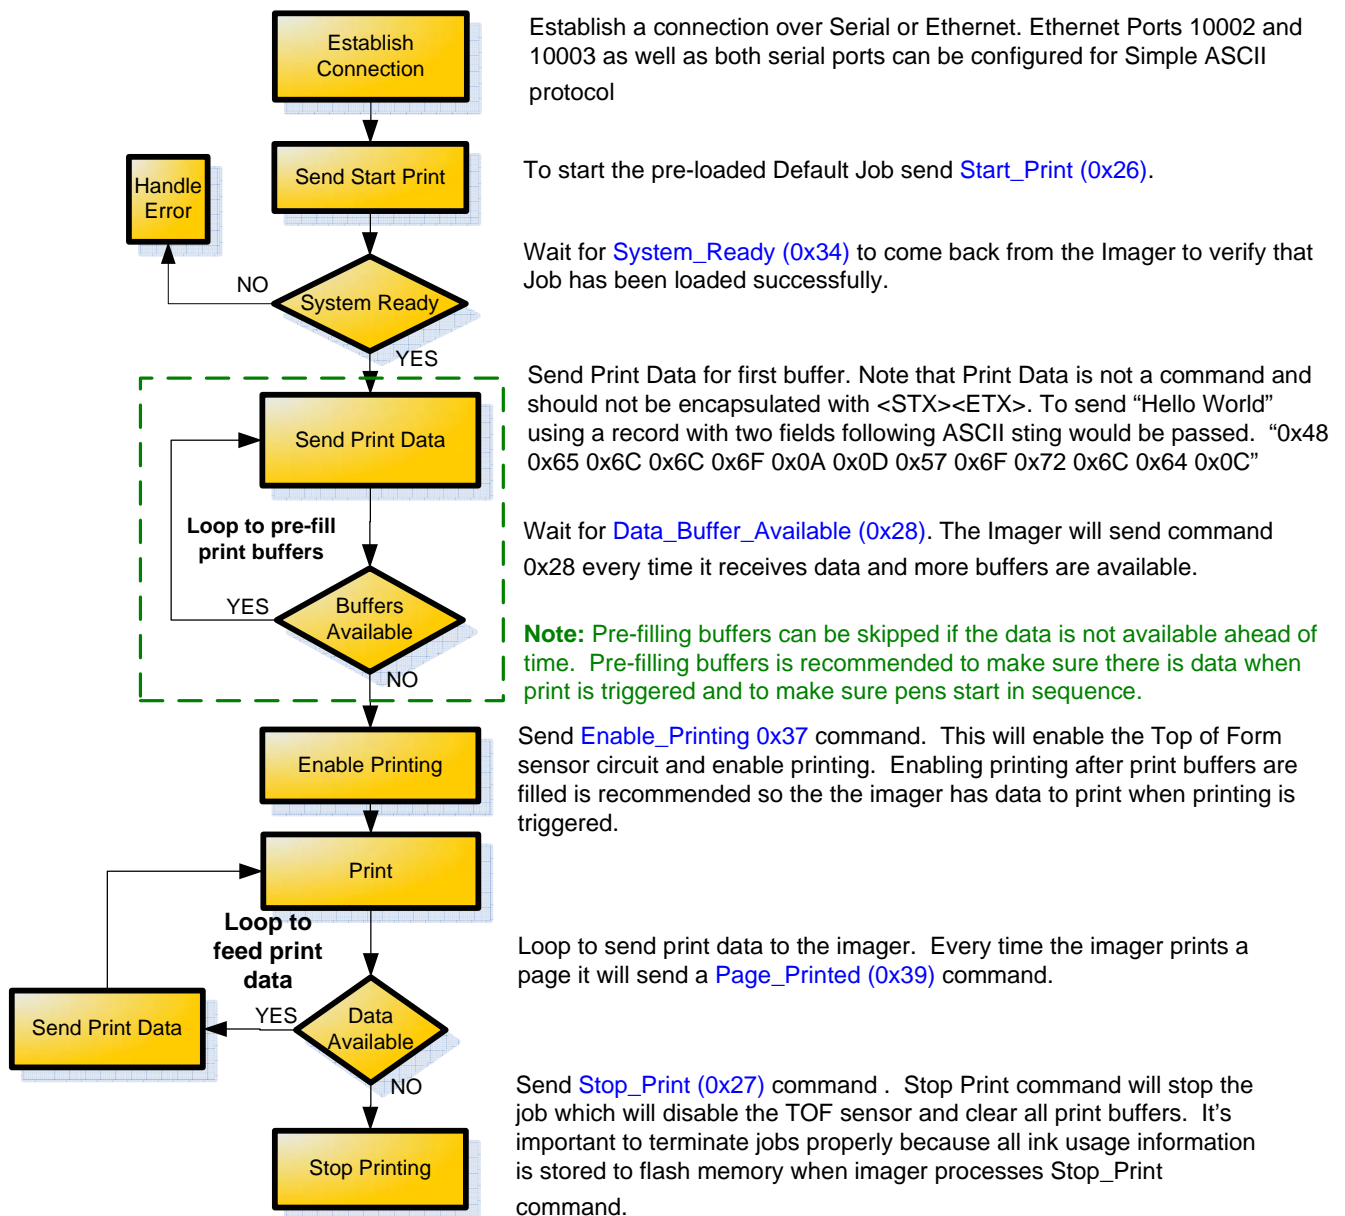 Establish
Connection
Establish a connection over Serial or Ethernet. Ethernet Ports 10002 and
10003 as well as both serial ports can be configured for Simple ASCII
protocol
Send Start Print
To start the pre-loaded Default Job send Start_Print (0x26).
Handle
Error
Wait for System_Ready (0x34) to come back from the Imager to verify that
Job has been loaded successfully.
NO
System Ready
YES
Send Print Data
Send Print Data for first buffer. Note that Print Data is not a command and
should not be encapsulated with <STX><ETX>. To send “Hello World”
using a record with two fields following ASCII sting would be passed.  “0x48
0x65 0x6C 0x6C 0x6F 0x0A 0x0D 0x57 0x6F 0x72 0x6C 0x64 0x0C”
Loop to pre-fill
print buffers
Wait for Data_Buffer_Available (0x28). The Imager will send command
0x28 every time it receives data and more buffers are available.
YES
Buffers
Available
NO
Note: Pre-filling buffers can be skipped if the data is not available ahead of
time.  Pre-filling buffers is recommended to make sure there is data when
print is triggered and to make sure pens start in sequence.
Enable Printing
Send Enable_Printing 0x37 command.  This will enable the Top of Form
sensor circuit and enable printing.  Enabling printing after print buffers are
filled is recommended so the the imager has data to print when printing is
triggered.
Print
Loop to
feed print
data
Loop to send print data to the imager.  Every time the imager prints a
page it will send a Page_Printed (0x39) command.
Send Print Data
YES
Data
Available
NO
Stop Printing
Send Stop_Print (0x27) command .  Stop Print command will stop the
job which will disable the TOF sensor and clear all print buffers.  It’s
important to terminate jobs properly because all ink usage information
is stored to flash memory when imager processes Stop_Print
command.